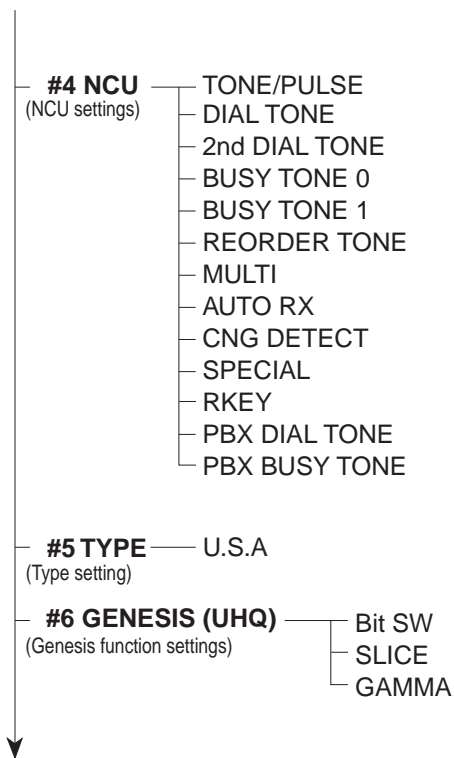 #4 NCU
(NCU settings)
TONE/PULSE
DIAL TONE
2nd DIAL TONE
BUSY TONE 0
BUSY TONE 1
REORDER TONE
MULTI
AUTO RX
CNG DETECT
SPECIAL
RKEY
PBX DIAL TONE
PBX BUSY TONE
#5 TYPE
(Type setting)
U.S.A
#6 GENESIS (UHQ)
(Genesis function settings)
Bit SW
SLICE
GAMMA